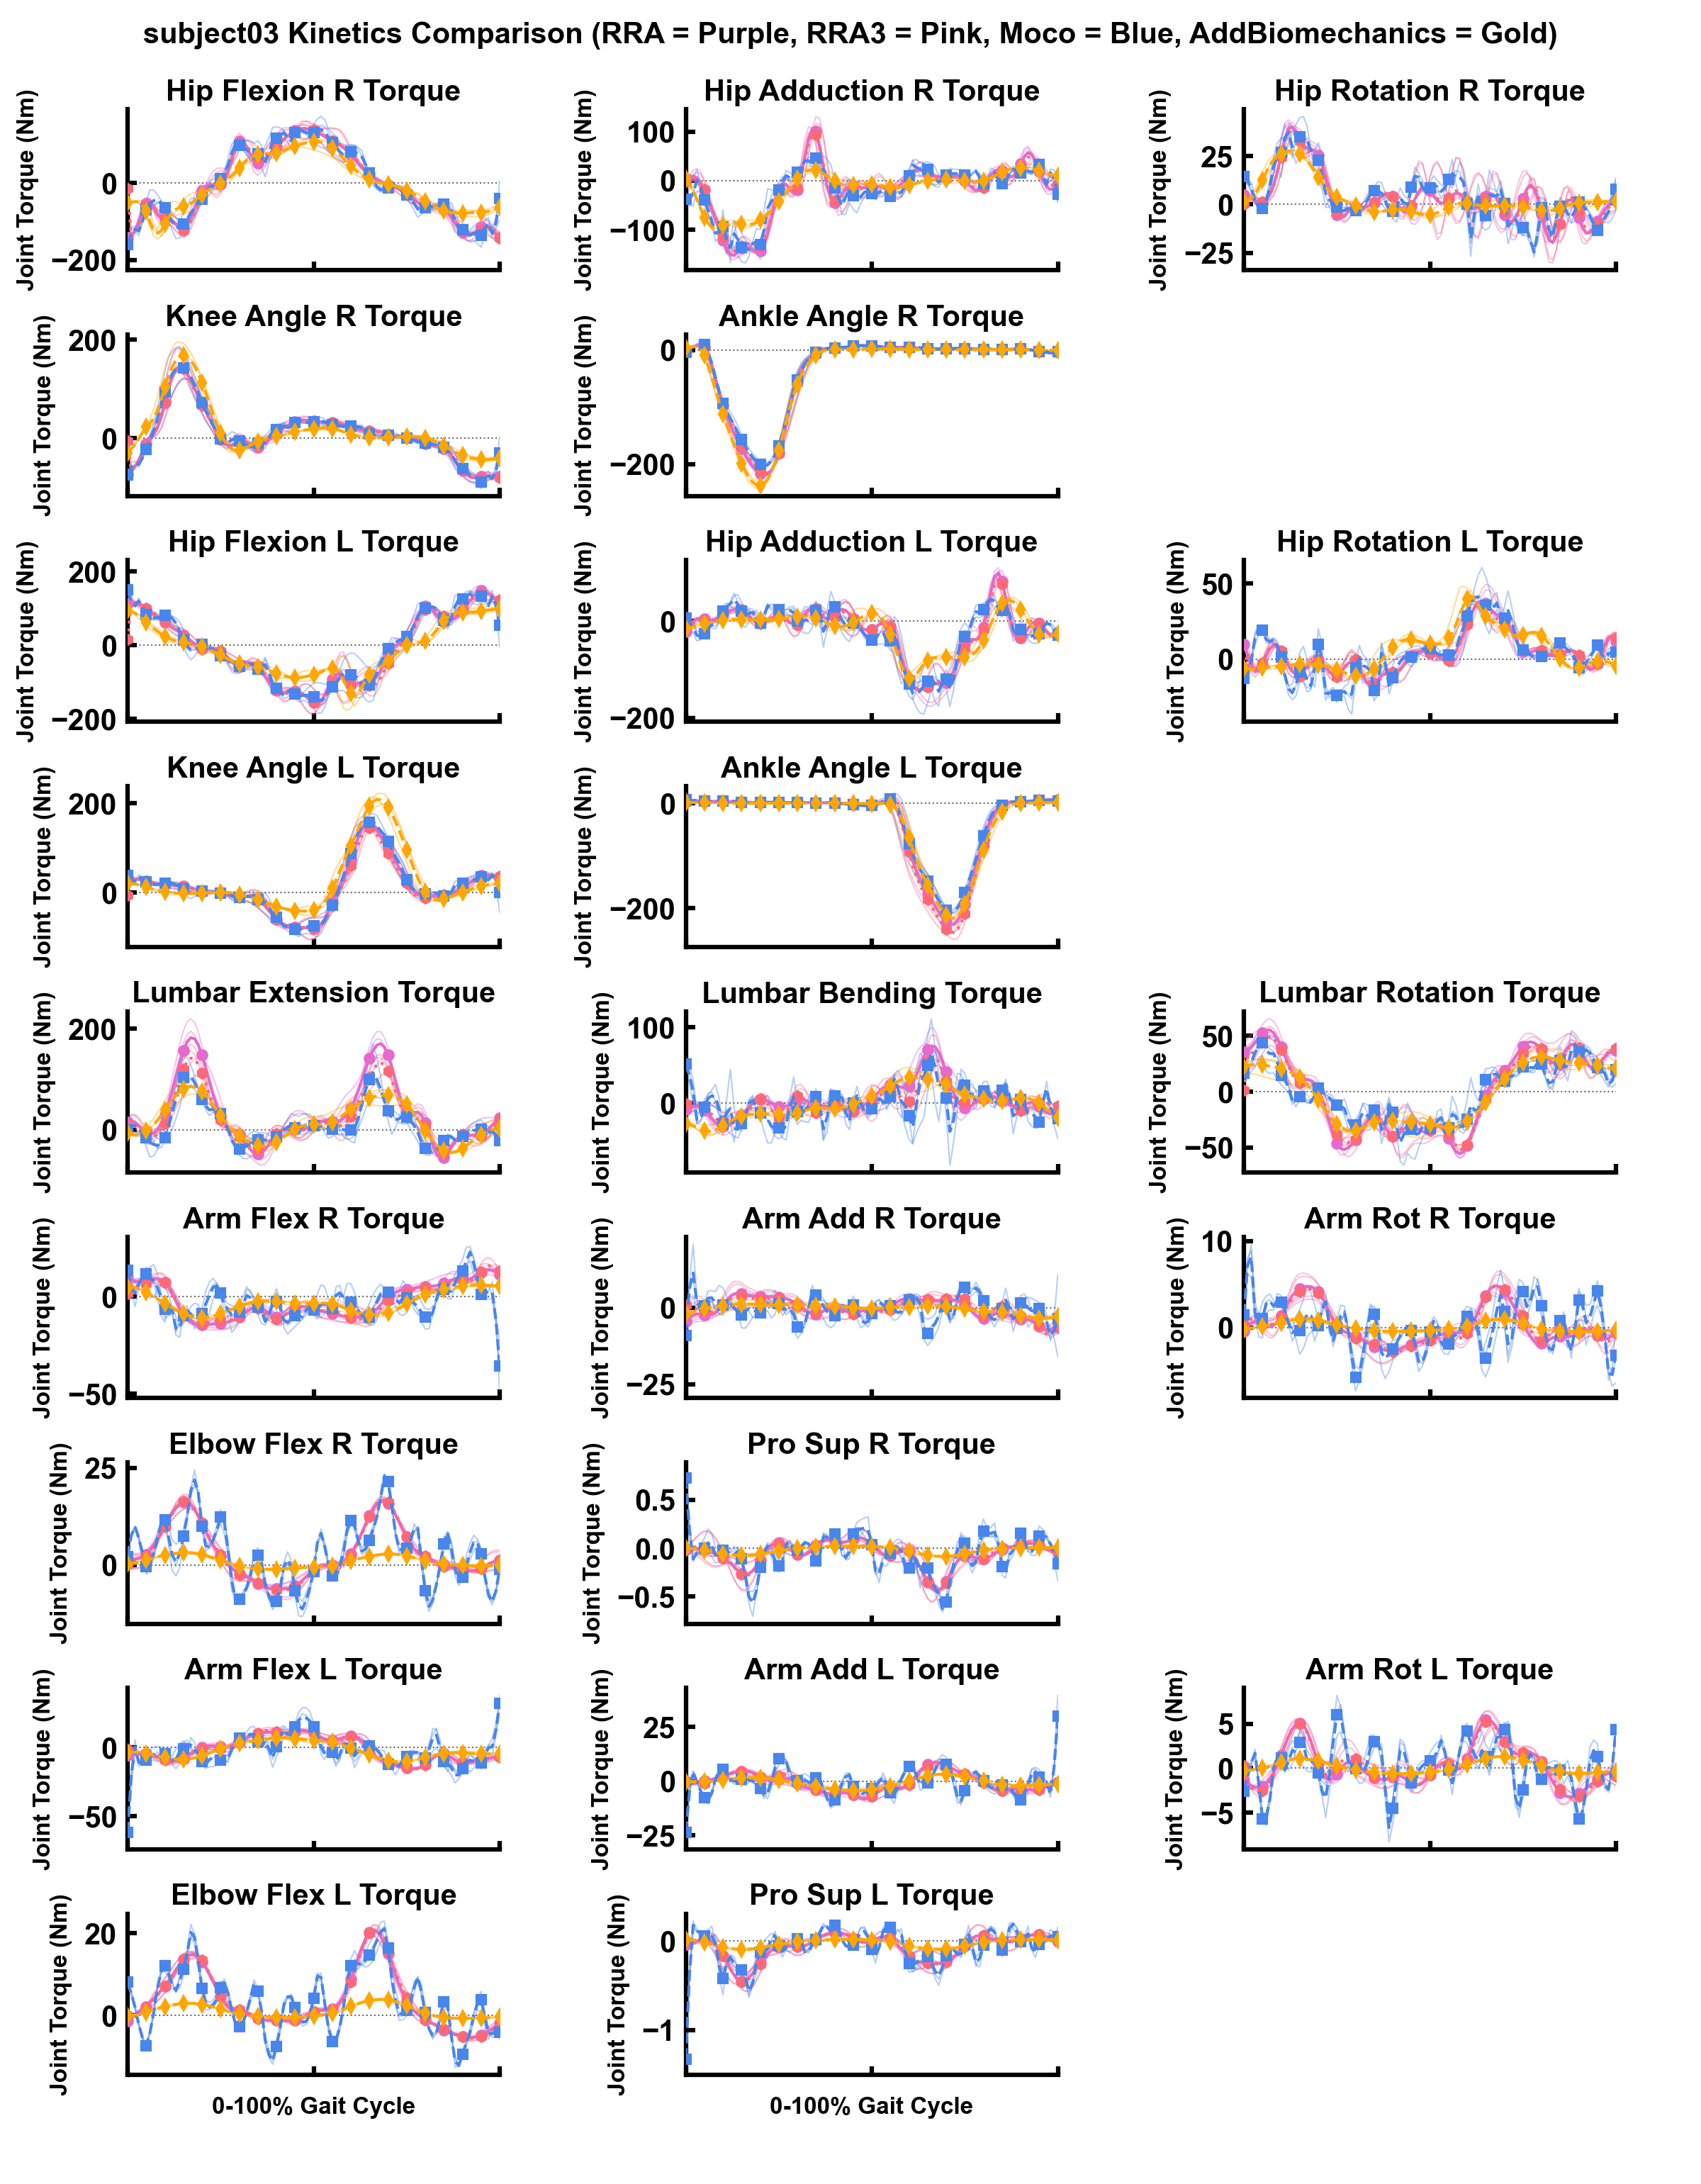 subject03 Kinetics Comparison (RRA = Purple, RRA3 = Pink, Moco = Blue, AddBiomechanics = Gold)
Hip Flexion R Torque
Joint Torque (Nm)
0
−200
Hip Adduction R Torque
Joint Torque (Nm)
100
0
−100
Hip Rotation R Torque
Joint Torque (Nm)
25
0
−25
Knee Angle R Torque
Joint Torque (Nm)
200
0
Ankle Angle R Torque
Joint Torque (Nm)
0
−200
Hip Flexion L Torque
Joint Torque (Nm)
200
0
−200
Hip Adduction L Torque
Joint Torque (Nm)
0
−200
Hip Rotation L Torque
Joint Torque (Nm)
50
0
Knee Angle L Torque
Joint Torque (Nm)
200
0
Ankle Angle L Torque
Joint Torque (Nm)
0
−200
Lumbar Extension Torque
Joint Torque (Nm)
200
0
Lumbar Bending Torque
Joint Torque (Nm)
100
0
Lumbar Rotation Torque
Joint Torque (Nm)
50
0
−50
Arm Flex R Torque
Joint Torque (Nm)
0
−50
Arm Add R Torque
Joint Torque (Nm)
0
−25
Arm Rot R Torque
Joint Torque (Nm)
10
0
Elbow Flex R Torque
Joint Torque (Nm)
25
0
Pro Sup R Torque
Joint Torque (Nm)
0.5
0.0
−0.5
Arm Flex L Torque
Joint Torque (Nm)
0
−50
Arm Add L Torque
Joint Torque (Nm)
25
0
−25
Arm Rot L Torque
Joint Torque (Nm)
5
0
−5
Elbow Flex L Torque
Joint Torque (Nm)
20
0
0-100% Gait Cycle
Pro Sup L Torque
Joint Torque (Nm)
0
−1
0-100% Gait Cycle